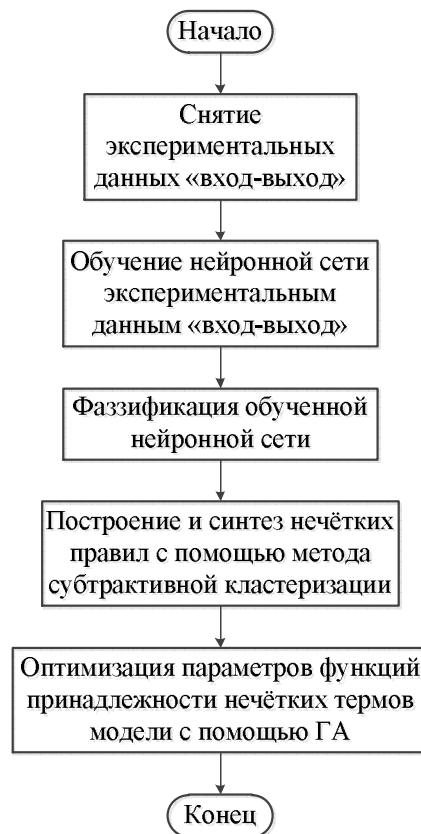 Начало
Снятие
экспериментальных
данных «вход-выход»
Обучение нейронной сети
экспериментальным
данным «вход-выход»
Фаззификация обученной
нейронной сети
Построение и синтез нечётких
правил с помощью метода
субтрактивной кластеризации
Оптимизация параметров функций
принадлежности нечётких термов
модели с помощью ГА
Конец